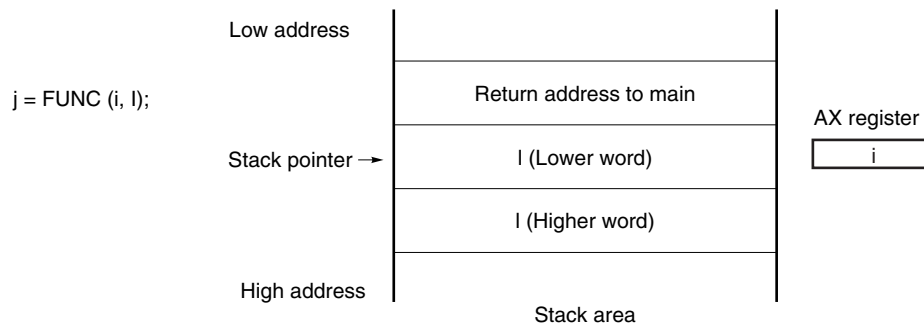 Low address
j = FUNC (i, l);
Return address to main
AX register
Stack pointer →
l (Lower word)
i
l (Higher word)
High address
Stack area